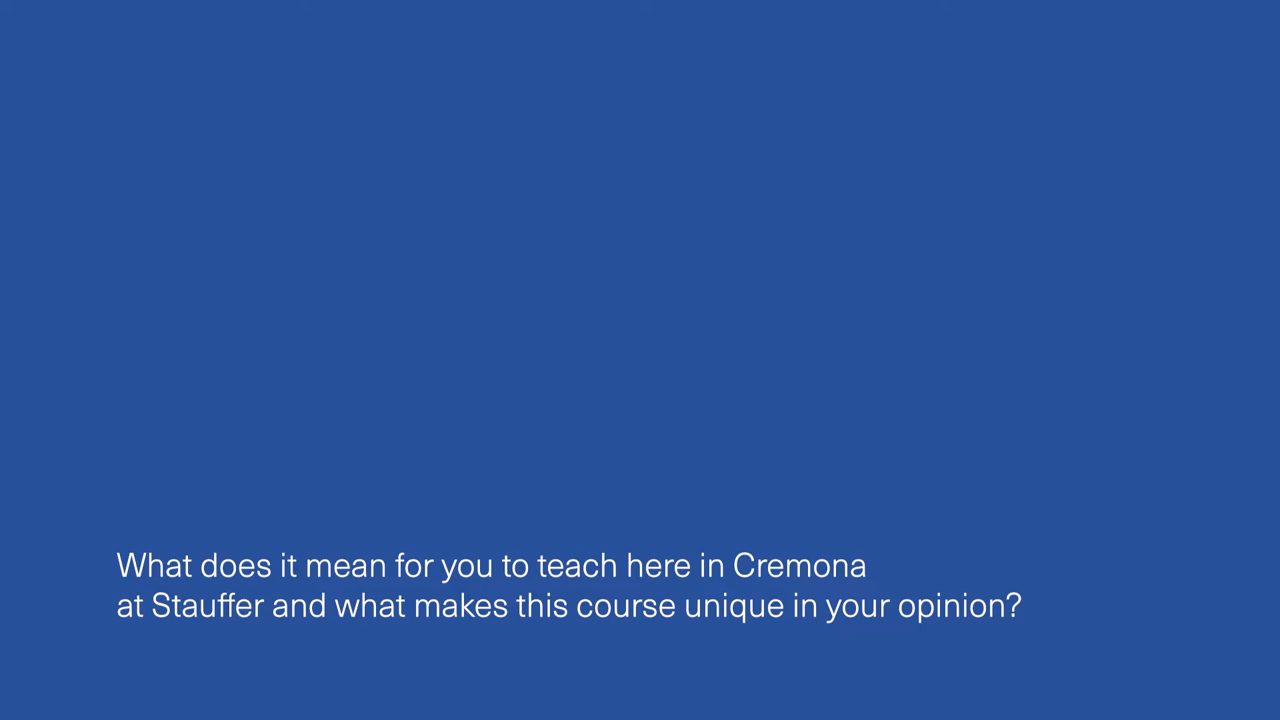 What does it mean for you to teach here in Cremona
at Stauffer and what makes this course unique in your opinion?